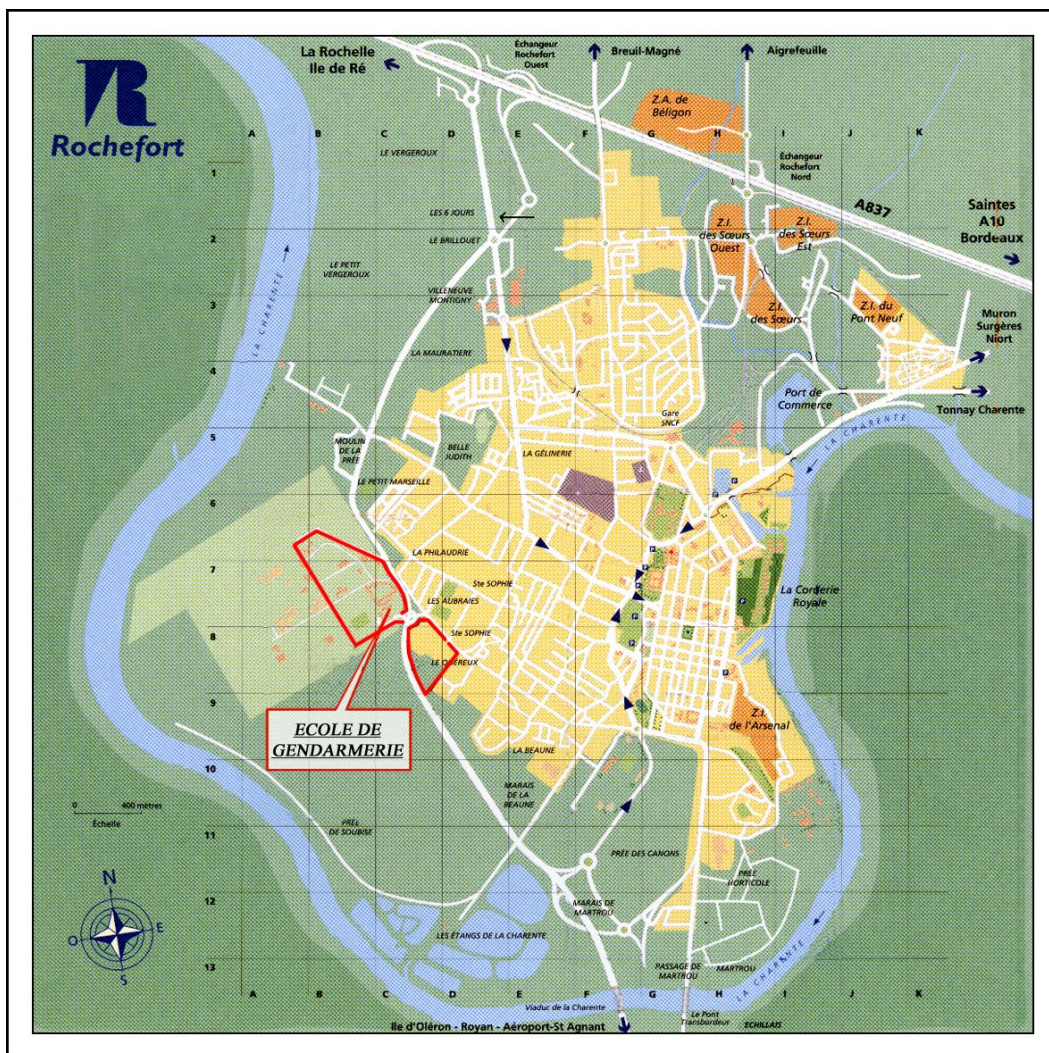 La Rochelle
Ile de Ré
Échangeur
Rochefort
Ouest
Breuil-Magné
Aigrefeuille
Rochefort
Z.A. de
Béligon
A B C D E F G H I J K
LE VERGEROUX
1
Échangeur
Rochefort
Nord
A837
Saintes
A10
Bordeaux
LES 6 JOURS
Z.I.
des Sœurs
Ouest
Z.I.
des Sœurs
Est
2
LE BRILLOUET
LA CHARENTE
LE PETIT
VERGEROUX
VILLENEUVE
MONTIGNY
3
Z.I.
des Sœurs
Z.I. du
Pont Neuf
Muron
Surgères
Niort
LA MAURATIERE
4
Port de
Commerce
Tonnay Charente
Gare
SNCF
LA CHARENTE
5
MOULIN
DE LA
PRÉE
BELLE
JUDITH
LA GÉLINERIE
LE PETIT MARSEILLE
6
P
P
P
LA PHILAUDRIE
P
7
P
Ste SOPHIE
P
La Corderie
Royale
LES AUBRAIES
P
P
8
Ste SOPHIE
P
LE QUEREUX
P
9
ECOLE DE
GENDARMERIE
Z.I.
de l'Arsenal
LA BEAUNE
10
MARAIS
DE LA
BEAUNE
0 400 mètres
Échelle
11
DE SOUBISE
PRÉE DES CANONS
PRÉE
HORTICOLE
N
O E
S
12
MARAIS DE
MARTROU
LES ÉTANGS DE LA CHARENTE
13
PASSAGE DE
MARTROU
MARTROU
LA CHARENTE
A B C D E F G H I J K
Viaduc de la Charente
Le Pont
Transbordeur
ECHILLAIS
Ile d'Oléron - Royan - Aéroport-St Agnant